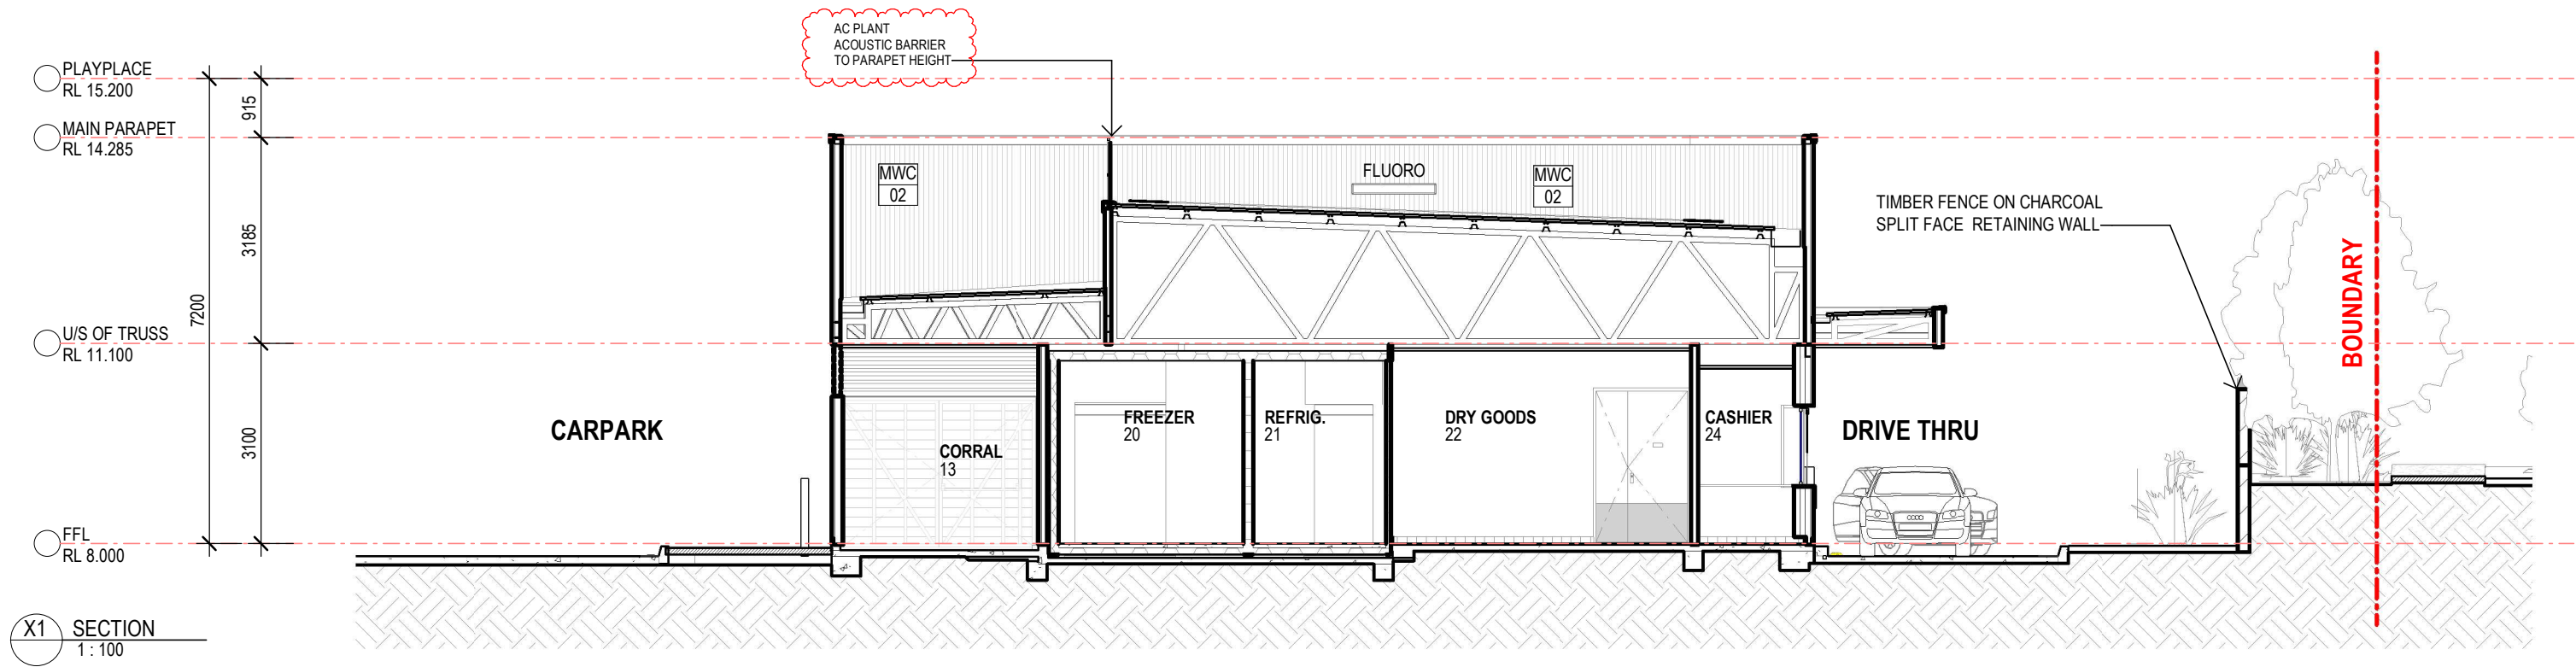 AC PLANT
ACOUSTIC BARRIER
TO PARAPET HEIGHT
PLAYPLACE
RL 15.200
915
MAIN PARAPET
RL 14.285
MWC
02
FLUORO
MWC
02
TIMBER FENCE ON CHARCOAL
SPLIT FACE RETAINING WALL
3185
7200
BOUNDARY
U/S OF TRUSS
RL 11.100
3100
CARPARK
CORRAL
13
FREEZER
20
REFRIG.
21
DRY GOODS
22
CASHIER
24
DRIVE THRU
FFL
RL 8.000
X1 SECTION
1 : 100